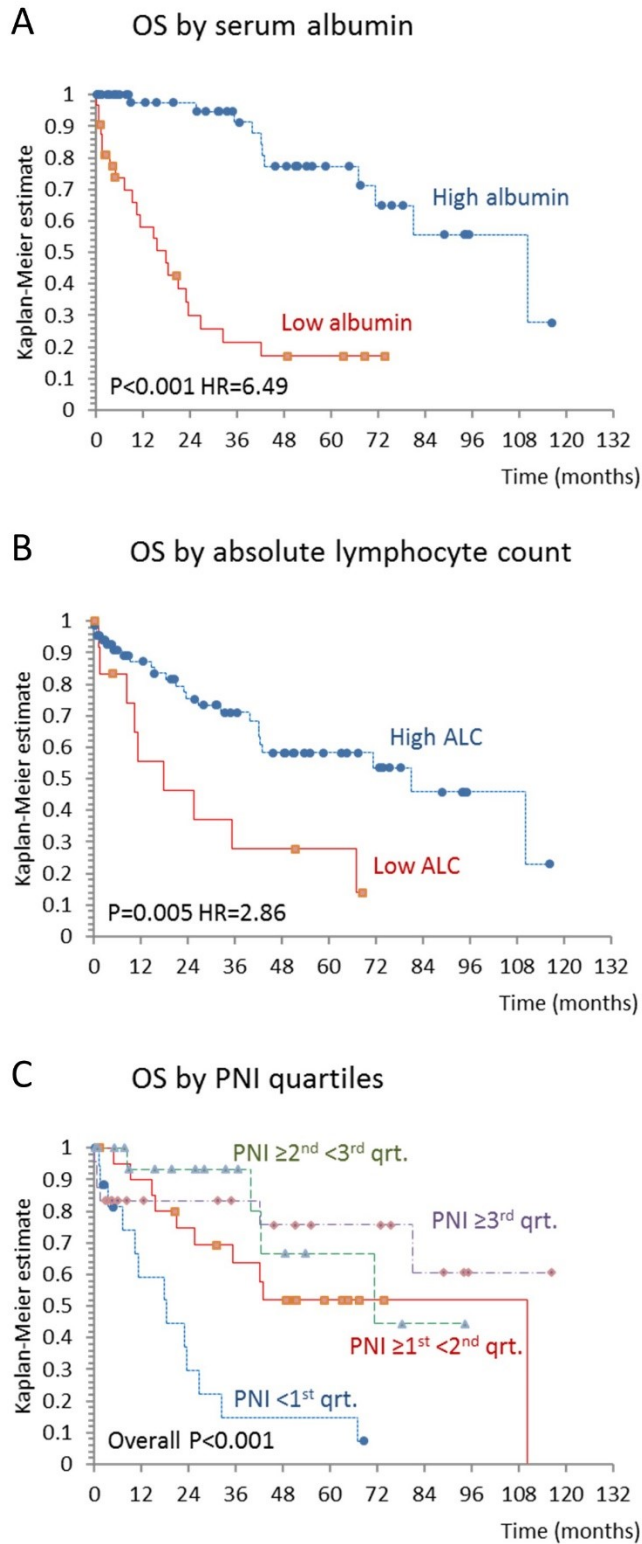 A
OS by serum albumin
Kaplan-Meier estimate
1
0.9
0.8
0.7
0.6
0.5
0.4
0.3
0.2
0.1
0
High albumin
Low albumin
P<0.001 HR=6.49
0 12 24 36 48 60 72 84 96 108 120 132
Time (months)
B
OS by absolute lymphocyte count
Kaplan-Meier estimate
1
0.9
0.8
0.7
0.6
0.5
0.4
0.3
0.2
0.1
0
High ALC
Low ALC
P=0.005 HR=2.86
0 12 24 36 48 60 72 84 96 108 120 132
Time (months)
C
OS by PNI quartiles
Kaplan-Meier estimate
1
0.9
0.8
0.7
0.6
0.5
0.4
0.3
0.2
0.1
0
PNI ≥2nd <3rd qrt.
PNI ≥3rd qrt.
PNI ≥1st <2nd qrt.
PNI <1st qrt.
Overall P<0.001
0 12 24 36 48 60 72 84 96 108 120 132
Time (months)